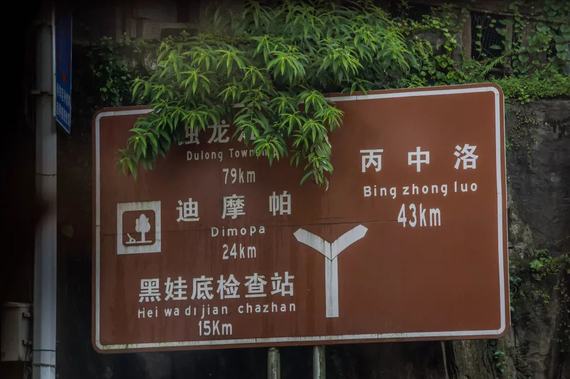 龙
Dulong Town
79km
迪摩帕
Dimopa
24km
黑娃底检查站
Hei wa di jian chazhan
15Km
丙中洛
Bing zhong luo
43km